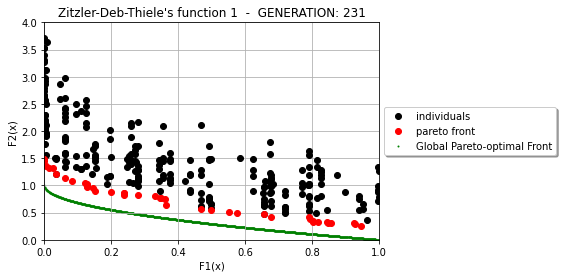 Zitzler-Deb-Thiele's function 1 - GENERATION: 231
4.0
3.5
3.0
2.5
2.0
1.5
1.0
0.5
0.0
F2(x)
0.0 0.2 0.4 0.6 0.8 1.0
F1(x)
individuals
pareto front
Global Pareto-optimal Front